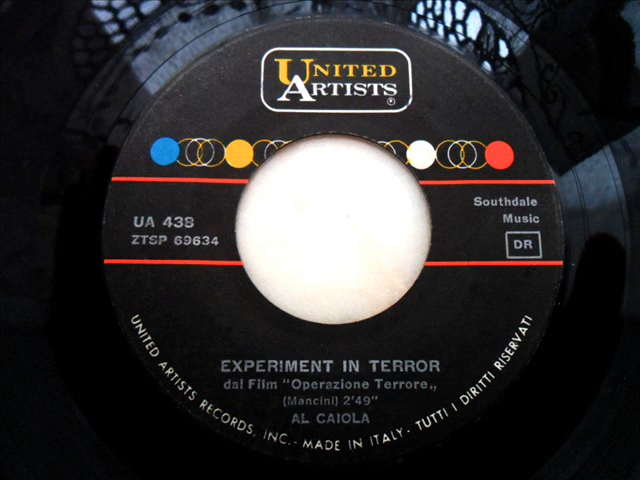 UNITED
ARTISTS
®
UA 438
ZTSP 69634
Southdale
Music
DR
EXPERIMENT IN TERROR
dal Film "Operazione Terrore„
(Mancini) 2'49"
AL CAIOLA
UNITED ARTISTS RECORDS, INC. - MADE IN ITALY - TUTTI I DIRITTI RISERVATI